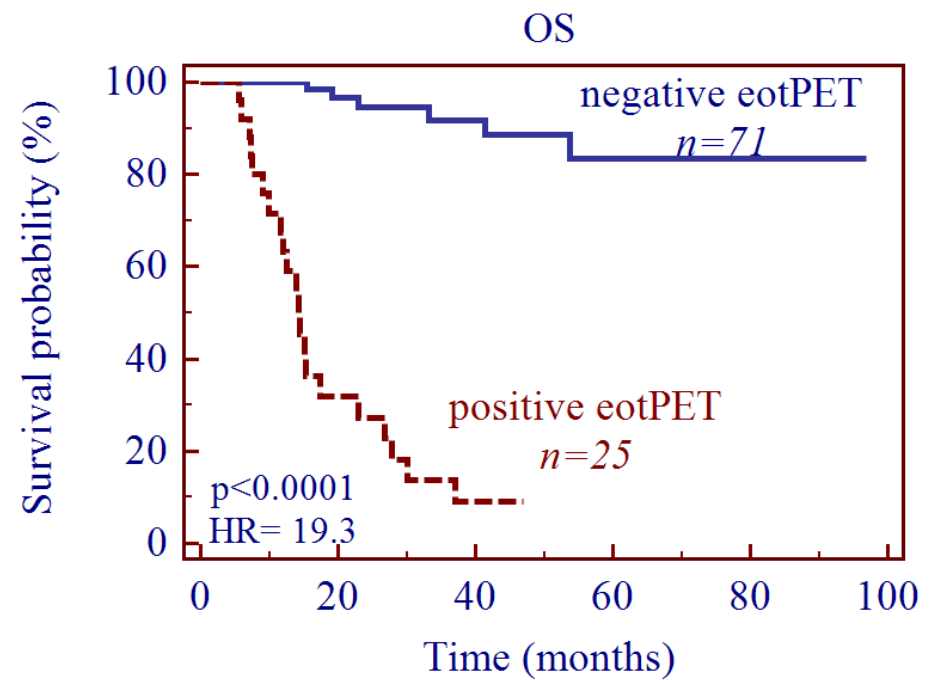 OS
negative eotPET
n=71
positive eotPET
n=25
p<0.0001
HR= 19.3
Survival probability (%)
100
80
60
40
20
0
0 20 40 60 80 100
Time (months)